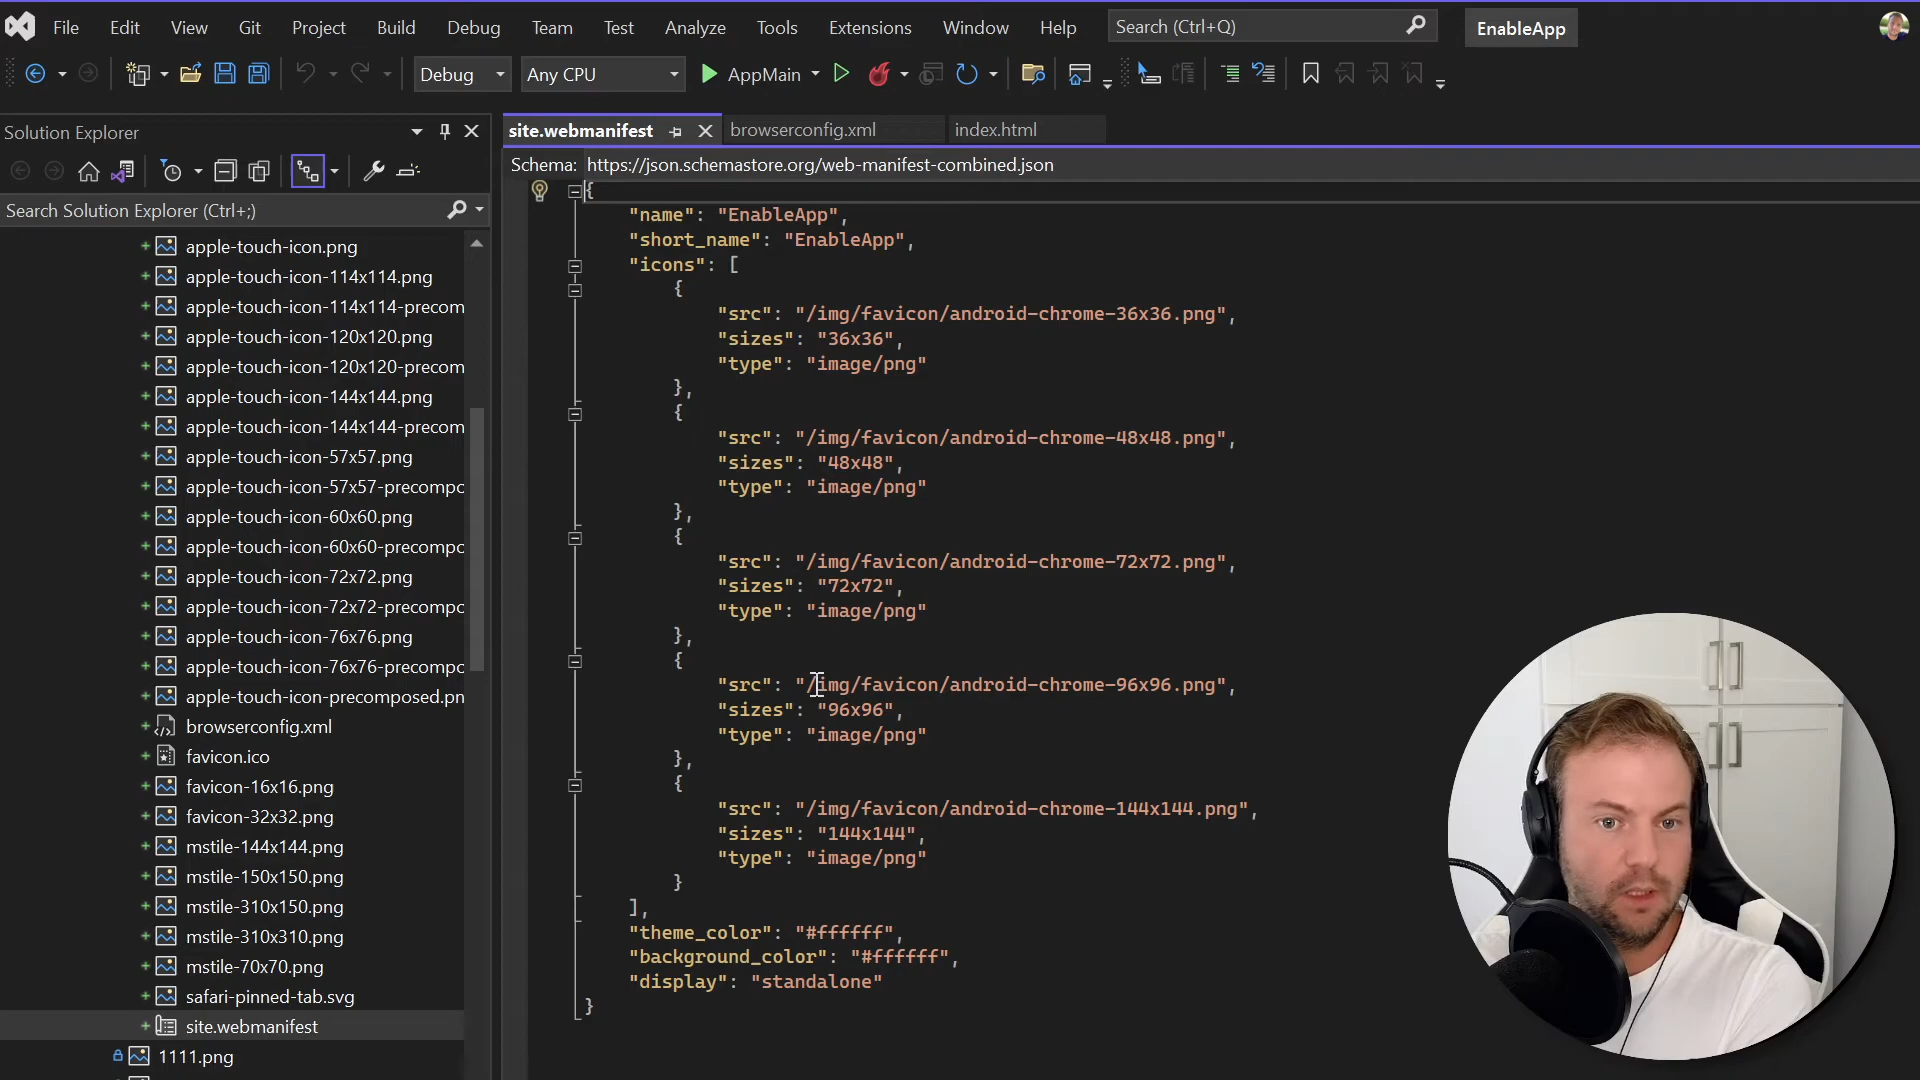 File Edit View Git Project Build Debug Team Test Analyze Tools Extensions Window Help Search (Ctrl+Q) EnableApp
Debug Any CPU AppMain
Solution Explorer
Search Solution Explorer (Ctrl+;)
apple-touch-icon.png
apple-touch-icon-114x114.png
apple-touch-icon-114x114-precom
apple-touch-icon-120x120.png
apple-touch-icon-120x120-precom
apple-touch-icon-144x144.png
apple-touch-icon-144x144-precom
apple-touch-icon-57x57.png
apple-touch-icon-57x57-precompo
apple-touch-icon-60x60.png
apple-touch-icon-60x60-precompo
apple-touch-icon-72x72.png
apple-touch-icon-72x72-precompo
apple-touch-icon-76x76.png
apple-touch-icon-76x76-precompo
apple-touch-icon-precomposed.pn
browserconfig.xml
favicon.ico
favicon-16x16.png
favicon-32x32.png
mstile-144x144.png
mstile-150x150.png
mstile-310x150.png
mstile-310x310.png
mstile-70x70.png
safari-pinned-tab.svg
site.webmanifest
1111.png
site.webmanifest browserconfig.xml index.html
Schema: https://json.schemastore.org/web-manifest-combined.json
{
"name": "EnableApp",
"short_name": "EnableApp",
"icons": [
{
"src": "/img/favicon/android-chrome-36x36.png",
"sizes": "36x36",
"type": "image/png"
},
{
"src": "/img/favicon/android-chrome-48x48.png",
"sizes": "48x48",
"type": "image/png"
},
{
"src": "/img/favicon/android-chrome-72x72.png",
"sizes": "72x72",
"type": "image/png"
},
{
"src": "/img/favicon/android-chrome-96x96.png",
"sizes": "96x96",
"type": "image/png"
},
{
"src": "/img/favicon/android-chrome-144x144.png",
"sizes": "144x144",
"type": "image/png"
}
],
"theme_color": "#ffffff",
"background_color": "#ffffff",
"display": "standalone"
}